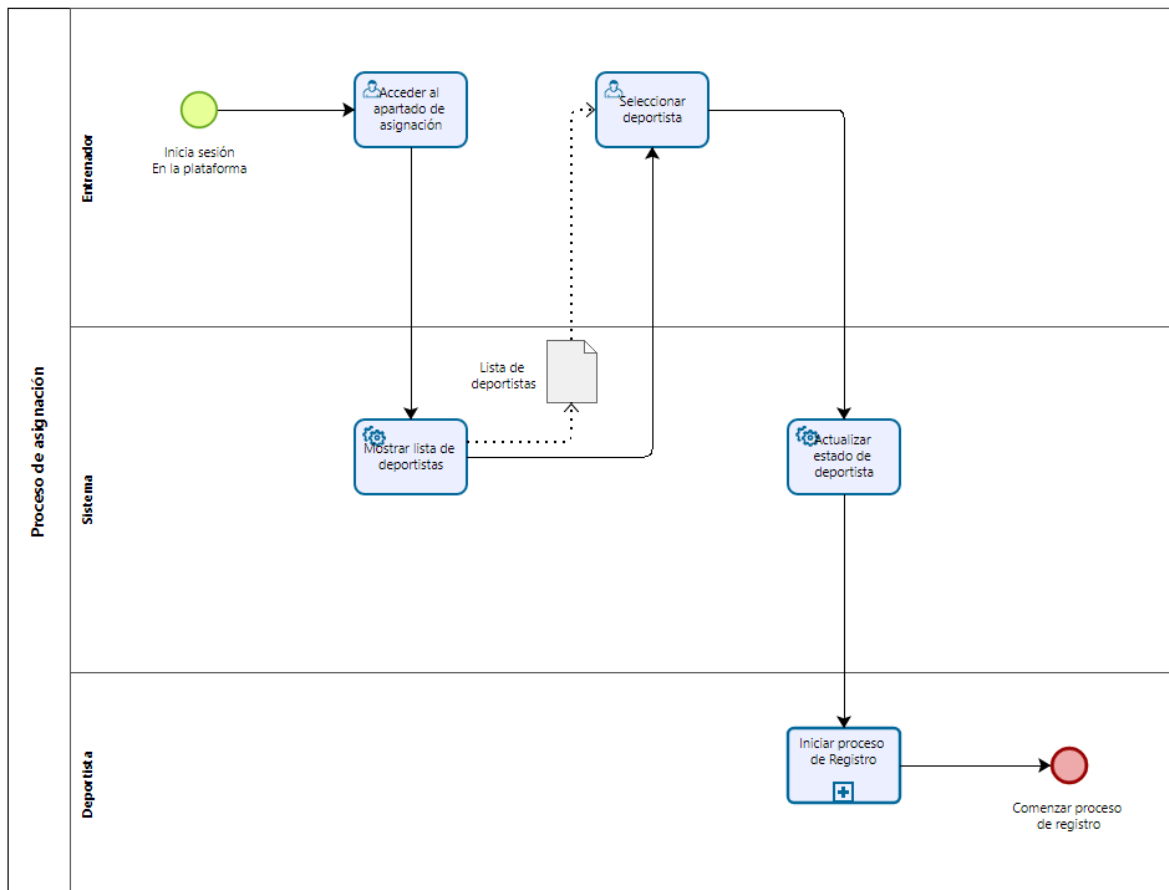 Proceso de asignación
Entrenador
Inicia sesión
En la plataforma
Acceder al
apartado de
asignación
Seleccionar
deportista
Sistema
Lista de
deportistas
Mostrar lista de
deportistas
Actualizar
estado de
deportista
Deportista
Iniciar proceso
de Registro
Comenzar proceso
de registro